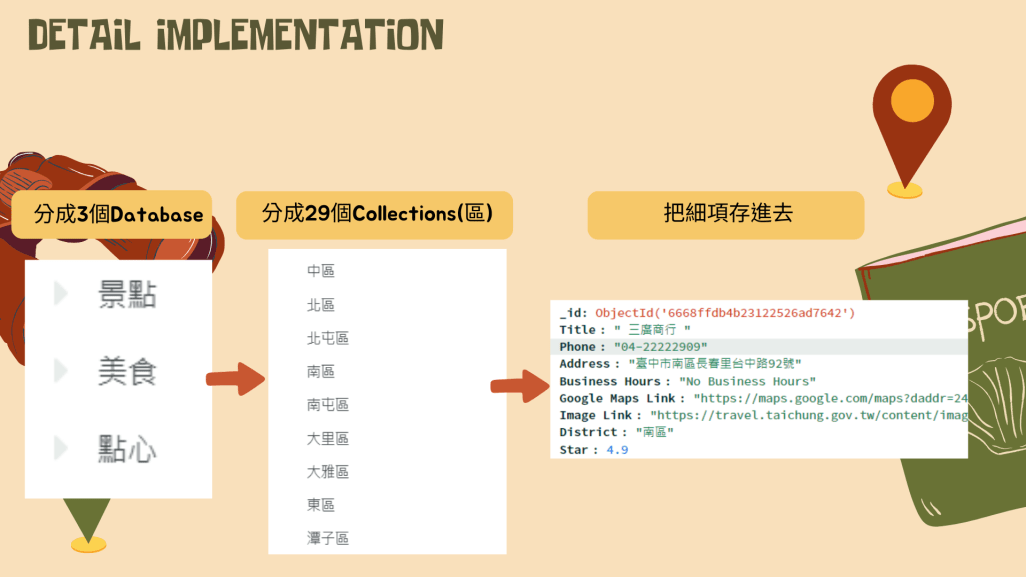 DETAIL IMPLEMENTATION
分成3個Database
景點
美食
點心
分成29個Collections(區)
中區
北區
北屯區
南區
南屯區
大里區
大雅區
東區
潭子區
把細項存進去
_id: ObjectId('6668ffdb4b23122526ad7642')
Title : " 三廣商行 "
Phone : "04-22222909"
Address : "臺中市南區長春里台中路92號"
Business Hours : "No Business Hours"
Google Maps Link : "https://maps.google.com/maps?daddr=24
Image Link : "https://travel.taichung.gov.tw/content/imag
District : "南區"
Star : 4.9
SPOR